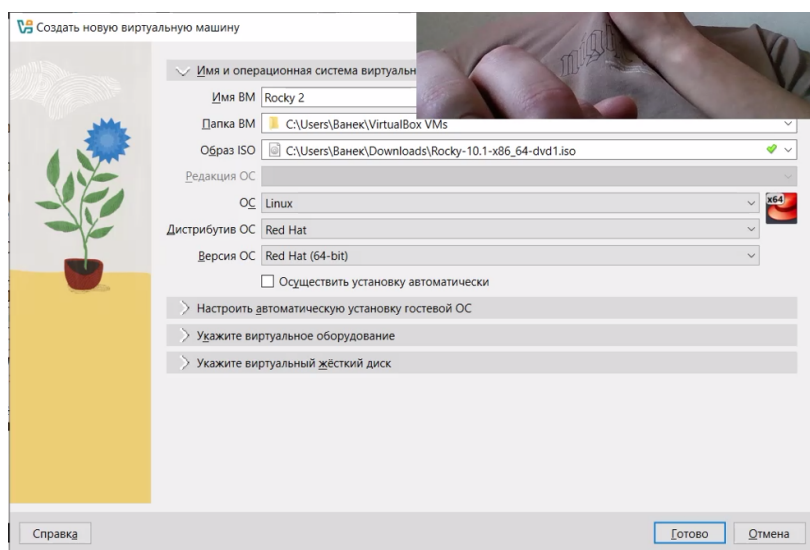 Создать новую виртуальную машину
Имя и операционная система виртуальн
Имя ВМ Rocky 2
Папка ВМ C:\Users\Ванек\VirtualBox VMs
Образ ISO C:\Users\Ванек\Downloads\Rocky-10.1-x86_64-dvd1.iso
Редакция ОС
ОС Linux
x64
Дистрибутив ОС Red Hat
Версия ОС Red Hat (64-bit)
Осуществить установку автоматически
Настроить автоматическую установку гостевой ОС
Укажите виртуальное оборудование
Укажите виртуальный жёсткий диск
Справка
Готово
Отмена